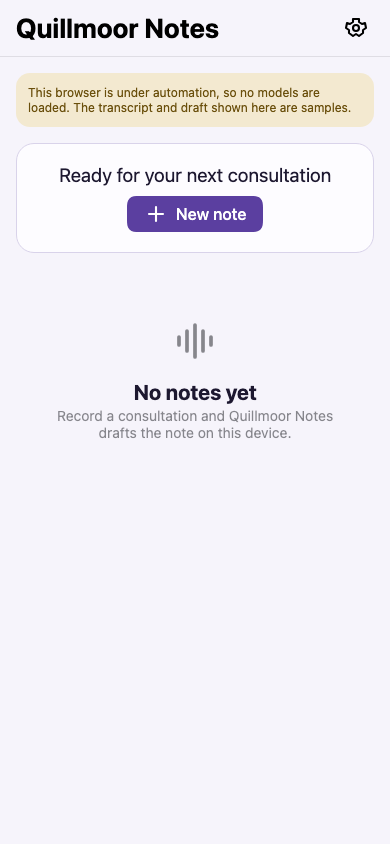 Quillmoor Notes
This browser is under automation, so no models are
loaded. The transcript and draft shown here are samples.
Ready for your next consultation
New note
No notes yet
Record a consultation and Quillmoor Notes
drafts the note on this device.